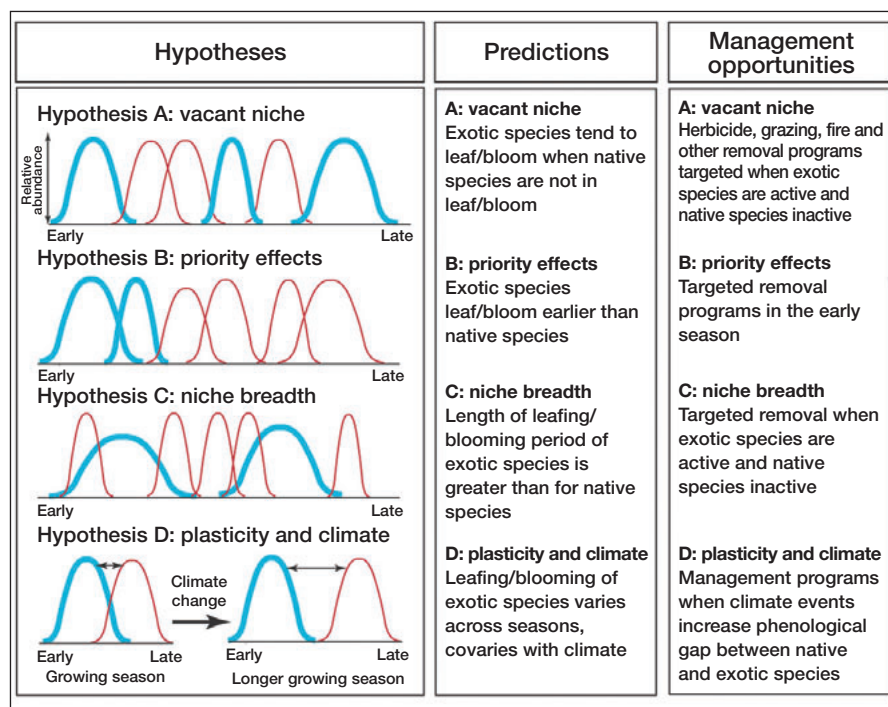 Hypotheses
Predictions
Management
opportunities
Hypothesis A: vacant niche
Relative
abundance
Early
Late
Hypothesis B: priority effects
Early
Late
Hypothesis C: niche breadth
Early
Late
Hypothesis D: plasticity and climate
Climate
change
Early
Late
Growing season
Early
Late
Longer growing season
A: vacant niche
Exotic species tend to
leaf/bloom when native
species are not in
leaf/bloom
B: priority effects
Exotic species
leaf/bloom earlier than
native species
C: niche breadth
Length of leafing/
blooming period of
exotic species is
greater than for native
species
D: plasticity and climate
Leafing/blooming of
exotic species varies
across seasons,
covaries with climate
A: vacant niche
Herbicide, grazing, fire and
other removal programs
targeted when exotic
species are active and
native species inactive
B: priority effects
Targeted removal
programs in the early
season
C: niche breadth
Targeted removal when
exotic species are
active and native
species inactive
D: plasticity and climate
Management programs
when climate events
increase phenological
gap between native
and exotic species